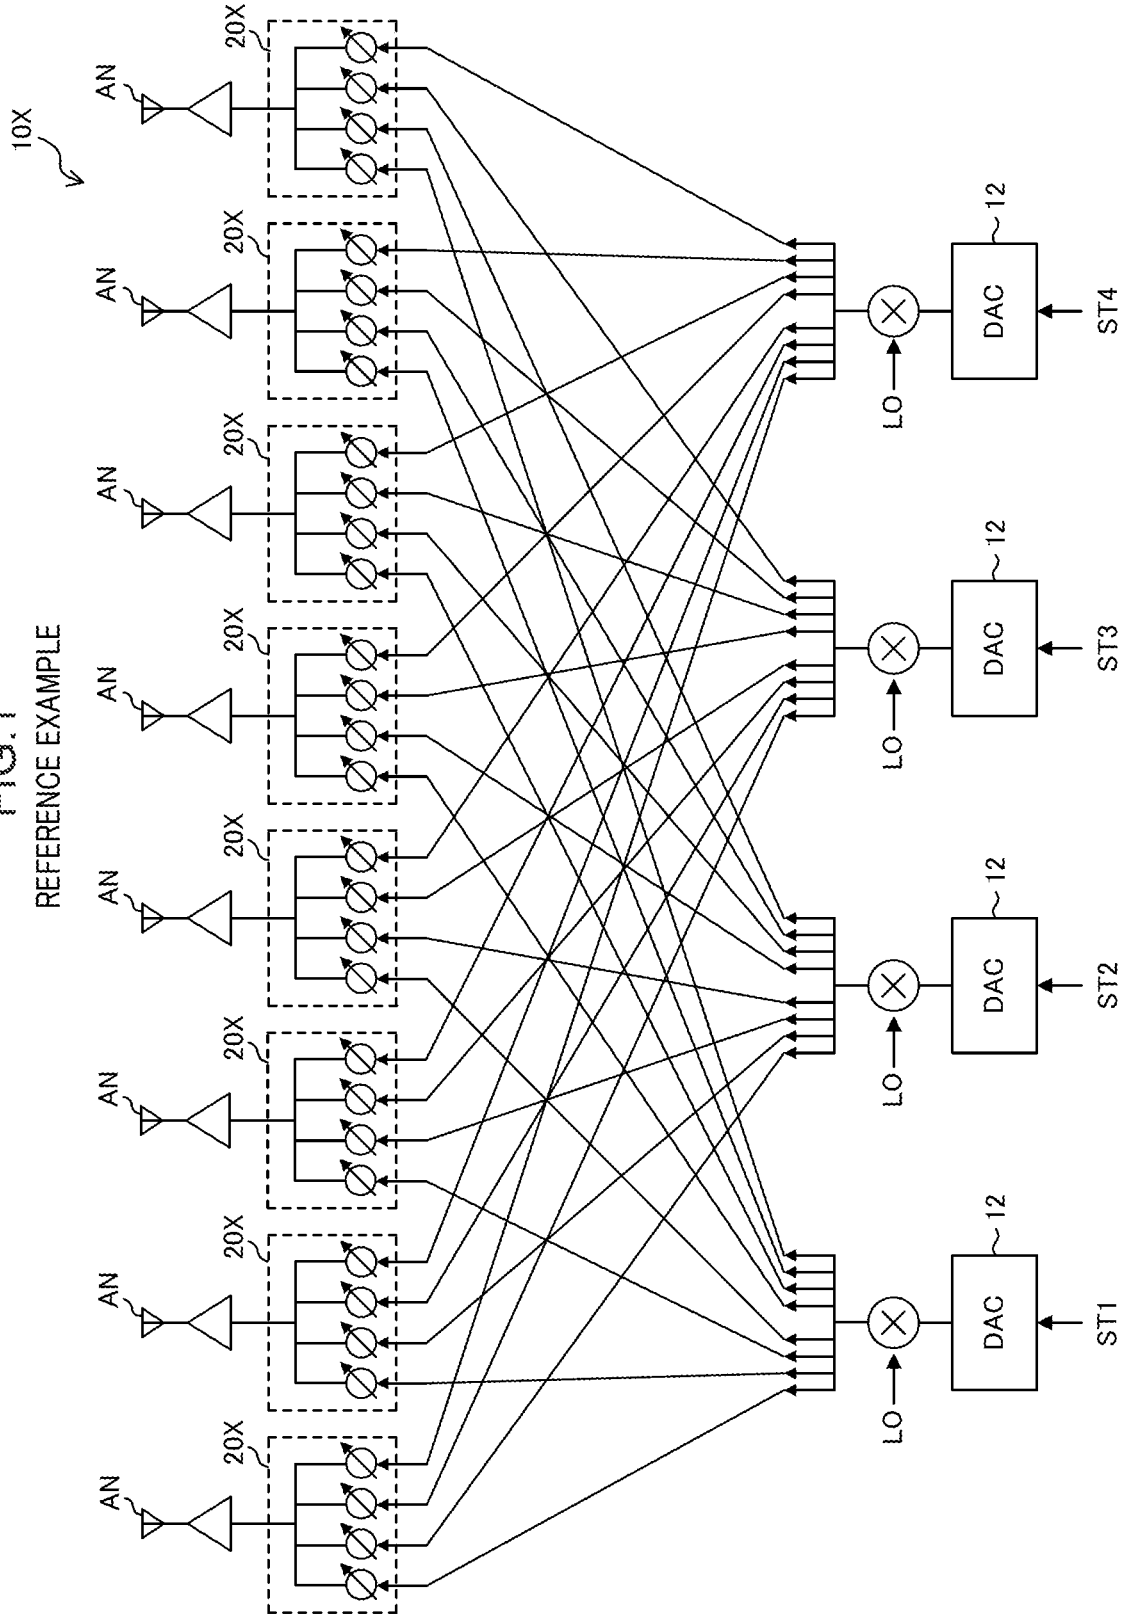 FIG. 1
10X
REFERENCE EXAMPLE
AN AN AN AN AN AN AN AN
20X 20X 20X 20X 20X 20X 20X 20X
LO LO LO LO
12 12 12 12
DAC DAC DAC DAC
ST1 ST2 ST3 ST4